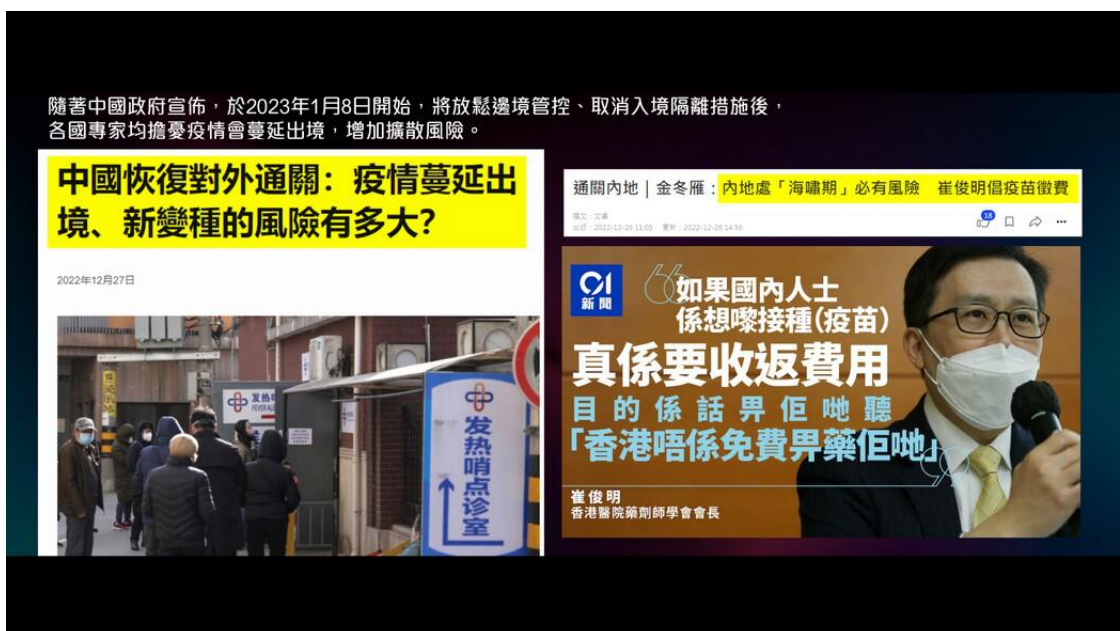 隨著中國政府宣佈，於2023年1月8日開始，將放鬆邊境管控、取消入境隔離措施後，
各國專家均擔憂疫情會蔓延出境，增加擴散風險。
中國恢復對外通關：疫情蔓延出
境、新變種的風險有多大？
2022年12月27日
发热
发热哨点诊室
通關內地｜金冬雁：內地處「海嘯期」必有風險　崔俊明倡疫苗徵費
18
01
新聞
如果國內人士
係想嚟接種(疫苗)
真係要收返費用
目的係話畀佢哋聽
「香港唔係免費畀藥佢哋」
崔俊明
香港醫院藥劑師學會會長